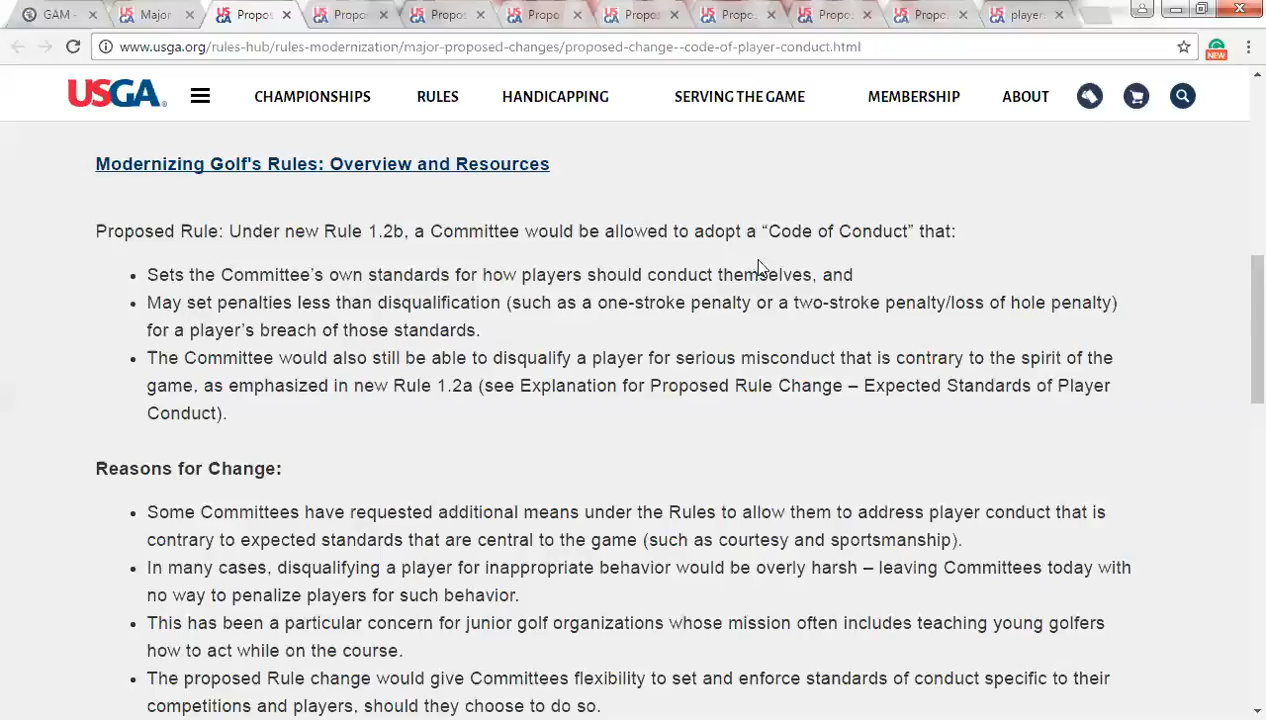 GAM -
Major
Propos
Propos
Propos
Propo
Propos
Propo.
Propo
Propo.
player
www.usga.org/rules-hub/rules-modernization/major-proposed-changes/proposed-change--code-of-player-conduct.html
NEW
USGA® CHAMPIONSHIPS RULES HANDICAPPING SERVING THE GAME MEMBERSHIP ABOUT
Modernizing Golf's Rules: Overview and Resources
Proposed Rule: Under new Rule 1.2b, a Committee would be allowed to adopt a “Code of Conduct” that:
• Sets the Committee’s own standards for how players should conduct themselves, and
• May set penalties less than disqualification (such as a one-stroke penalty or a two-stroke penalty/loss of hole penalty)
for a player’s breach of those standards.
• The Committee would also still be able to disqualify a player for serious misconduct that is contrary to the spirit of the
game, as emphasized in new Rule 1.2a (see Explanation for Proposed Rule Change – Expected Standards of Player
Conduct).
Reasons for Change:
• Some Committees have requested additional means under the Rules to allow them to address player conduct that is
contrary to expected standards that are central to the game (such as courtesy and sportsmanship).
• In many cases, disqualifying a player for inappropriate behavior would be overly harsh – leaving Committees today with
no way to penalize players for such behavior.
• This has been a particular concern for junior golf organizations whose mission often includes teaching young golfers
how to act while on the course.
• The proposed Rule change would give Committees flexibility to set and enforce standards of conduct specific to their
competitions and players, should they choose to do so.